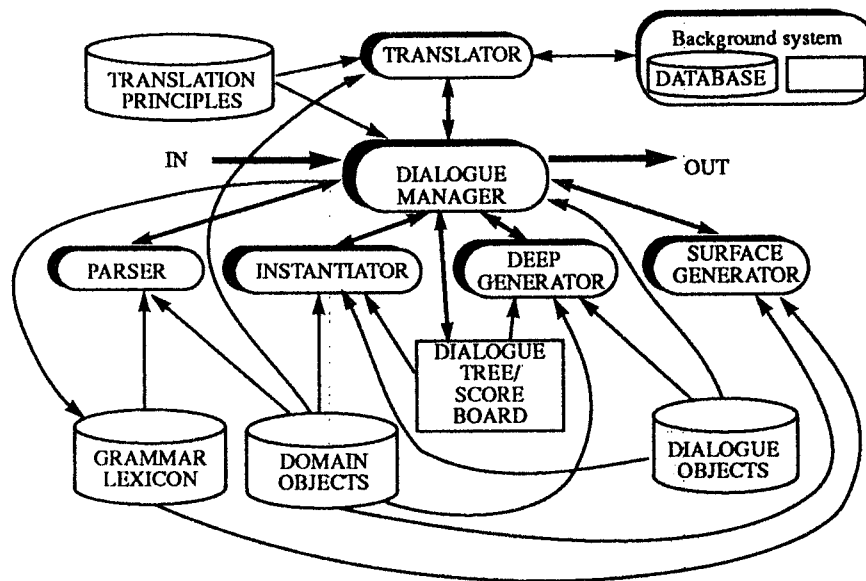 TRANSLATOR
Background system
DATABASE
TRANSLATION
PRINCIPLES
IN
DIALOGUE
MANAGER
OUT
PARSER
INSTANTIATOR
DEEP
GENERATOR
SURFACE
GENERATOR
DIALOGUE
TREE/
SCORE
BOARD
GRAMMAR
LEXICON
DOMAIN
OBJECTS
DIALOGUE
OBJECTS